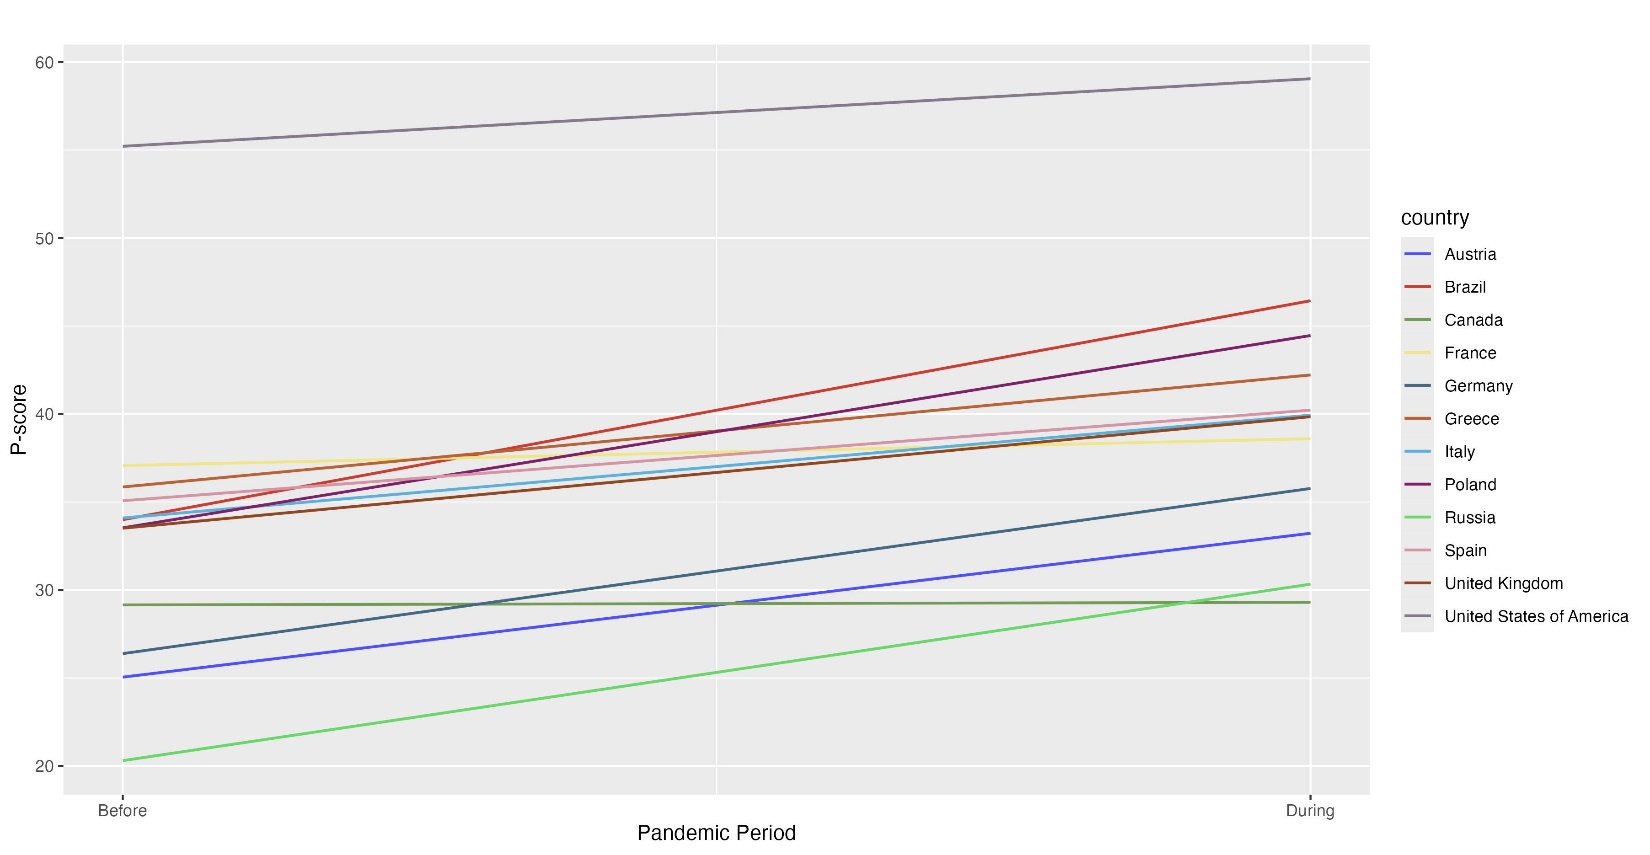 60
50
40
30
20
P-score
Before
During
Pandemic Period
country
Austria
Brazil
Canada
France
Germany
Greece
Italy
Poland
Russia
Spain
United Kingdom
United States of America